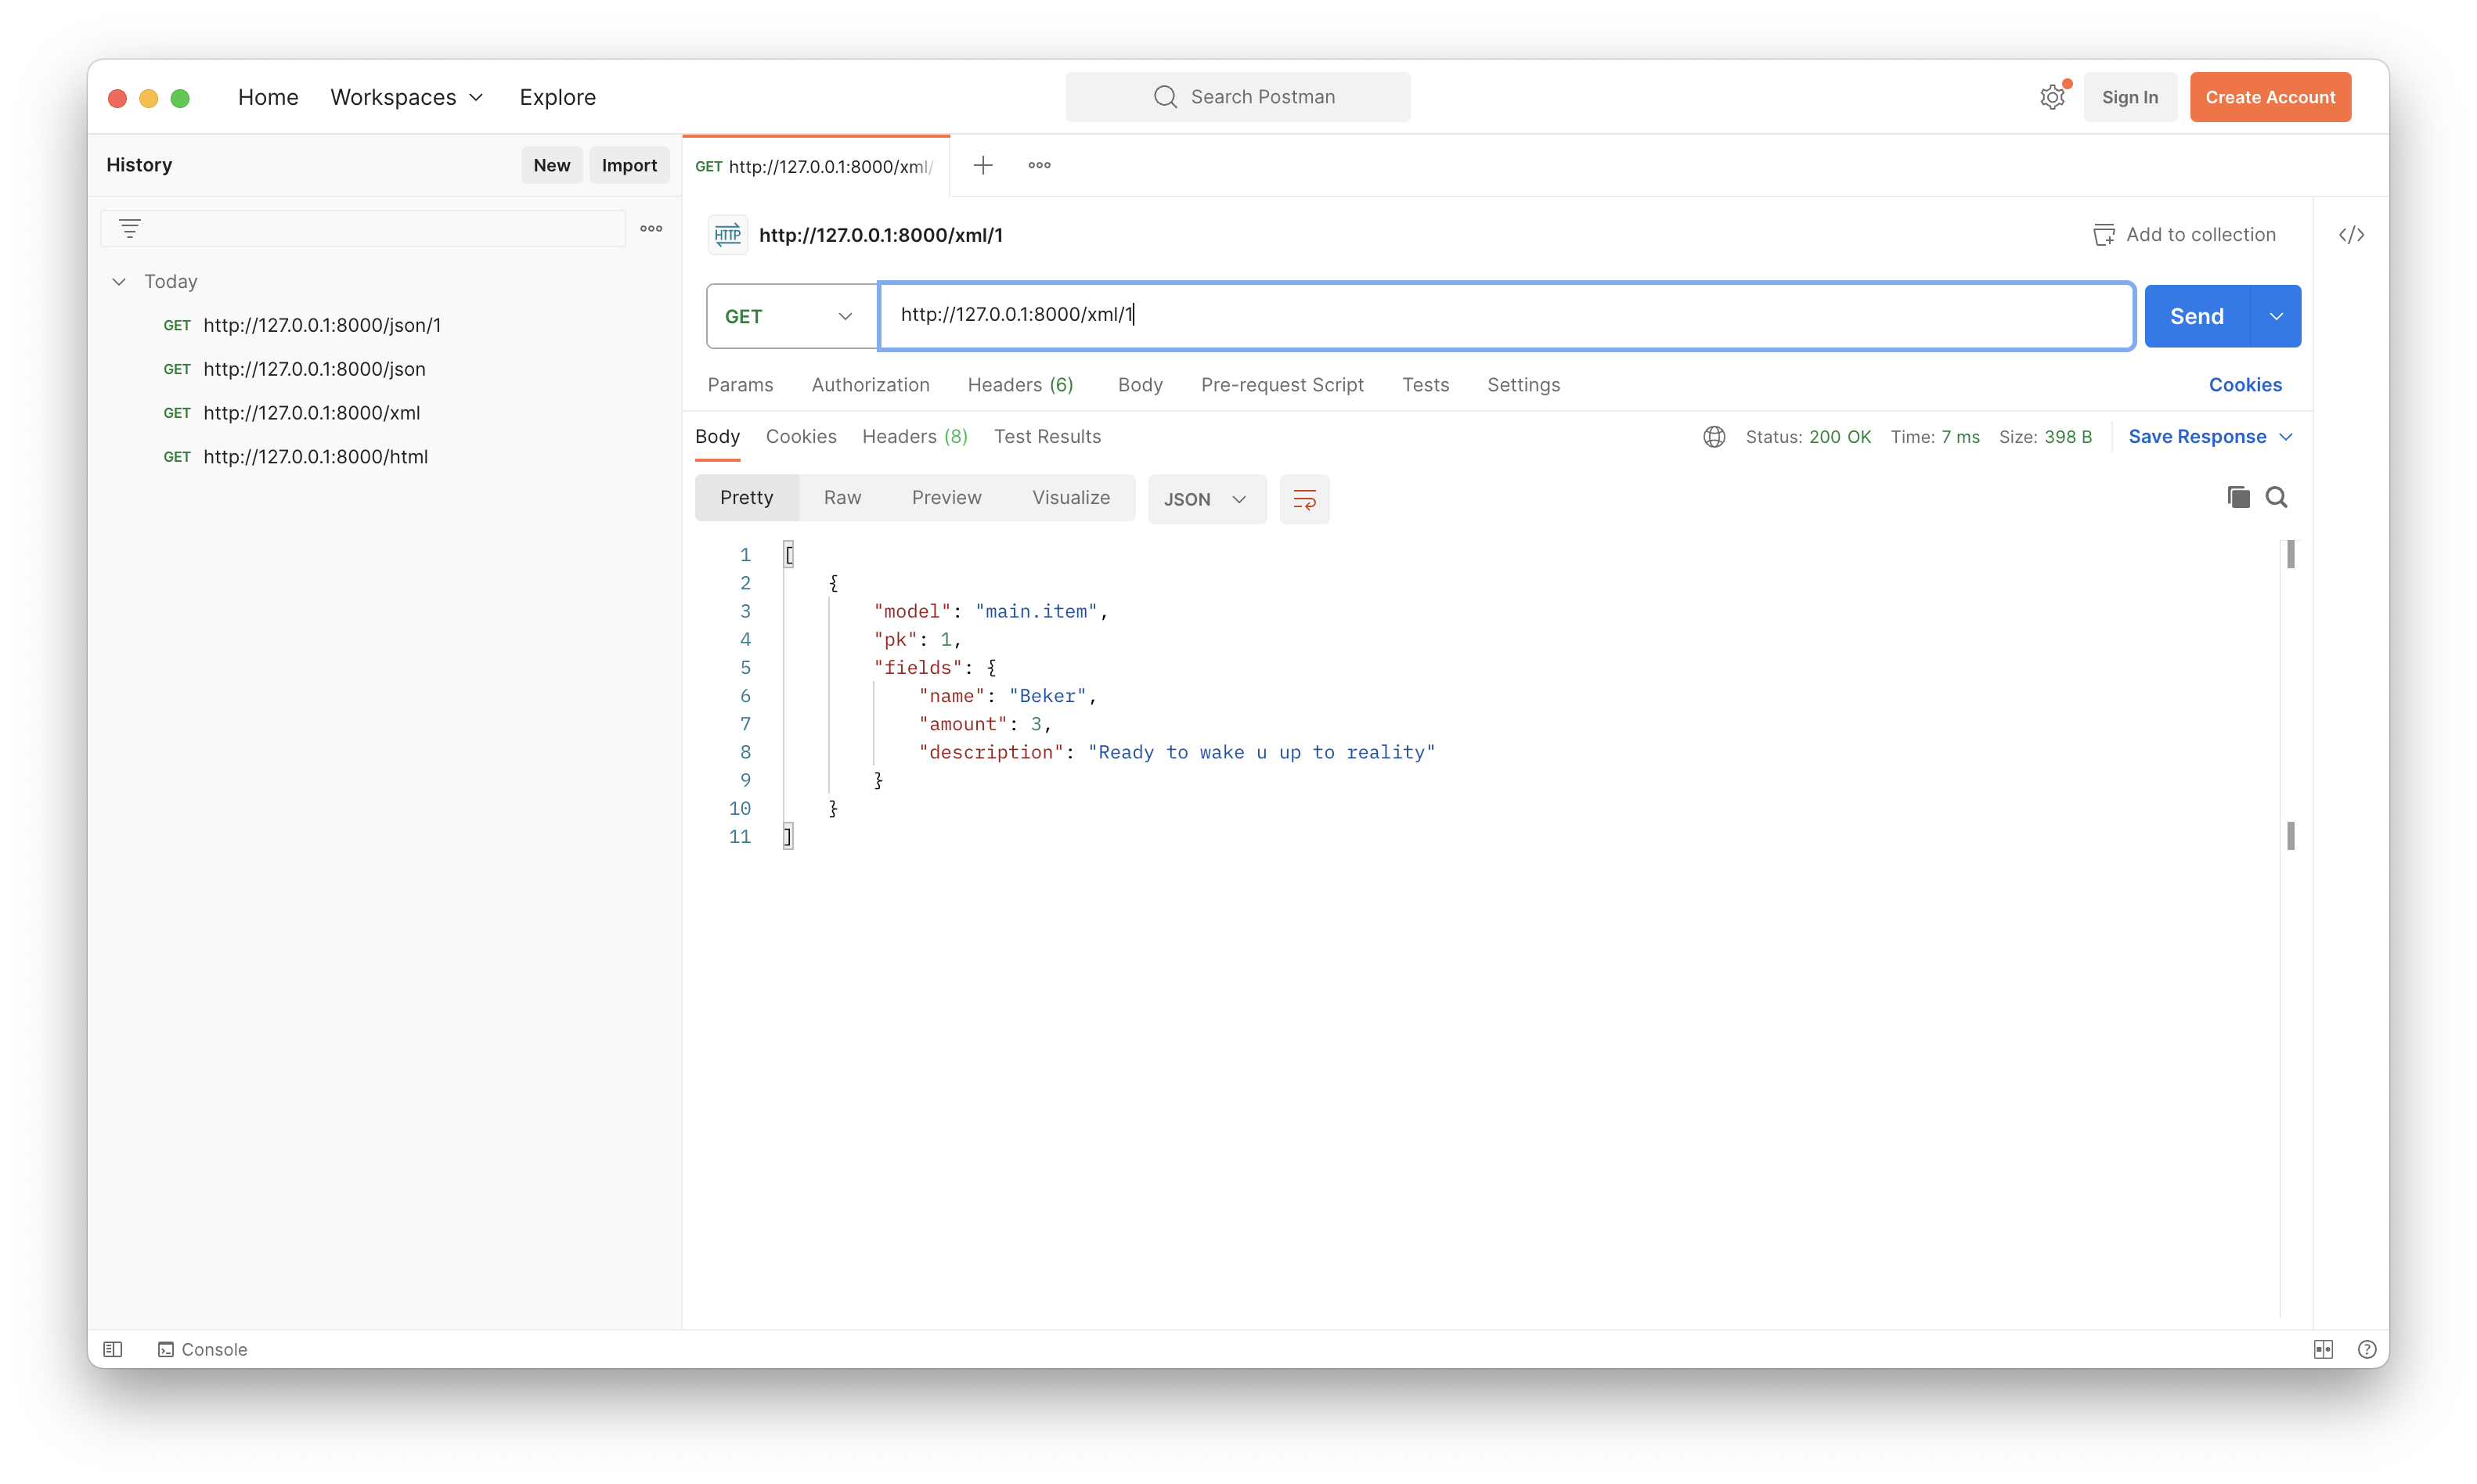 Home Workspaces Explore Search Postman Sign In Create Account
History New Import
GET http://127.0.0.1:8000/xml/
HTTP http://127.0.0.1:8000/xml/1 Add to collection </>
Today
GET http://127.0.0.1:8000/json/1
GET http://127.0.0.1:8000/json
GET http://127.0.0.1:8000/xml
GET http://127.0.0.1:8000/html
GET http://127.0.0.1:8000/xml/1 Send
Params Authorization Headers (6) Body Pre-request Script Tests Settings Cookies
Body Cookies Headers (8) Test Results Status: 200 OK Time: 7 ms Size: 398 B Save Response
Pretty Raw Preview Visualize JSON
1 [
2 {
3 "model": "main.item",
4 "pk": 1,
5 "fields": {
6 "name": "Beker",
7 "amount": 3,
8 "description": "Ready to wake u up to reality"
9 }
10 }
11 ]
Console